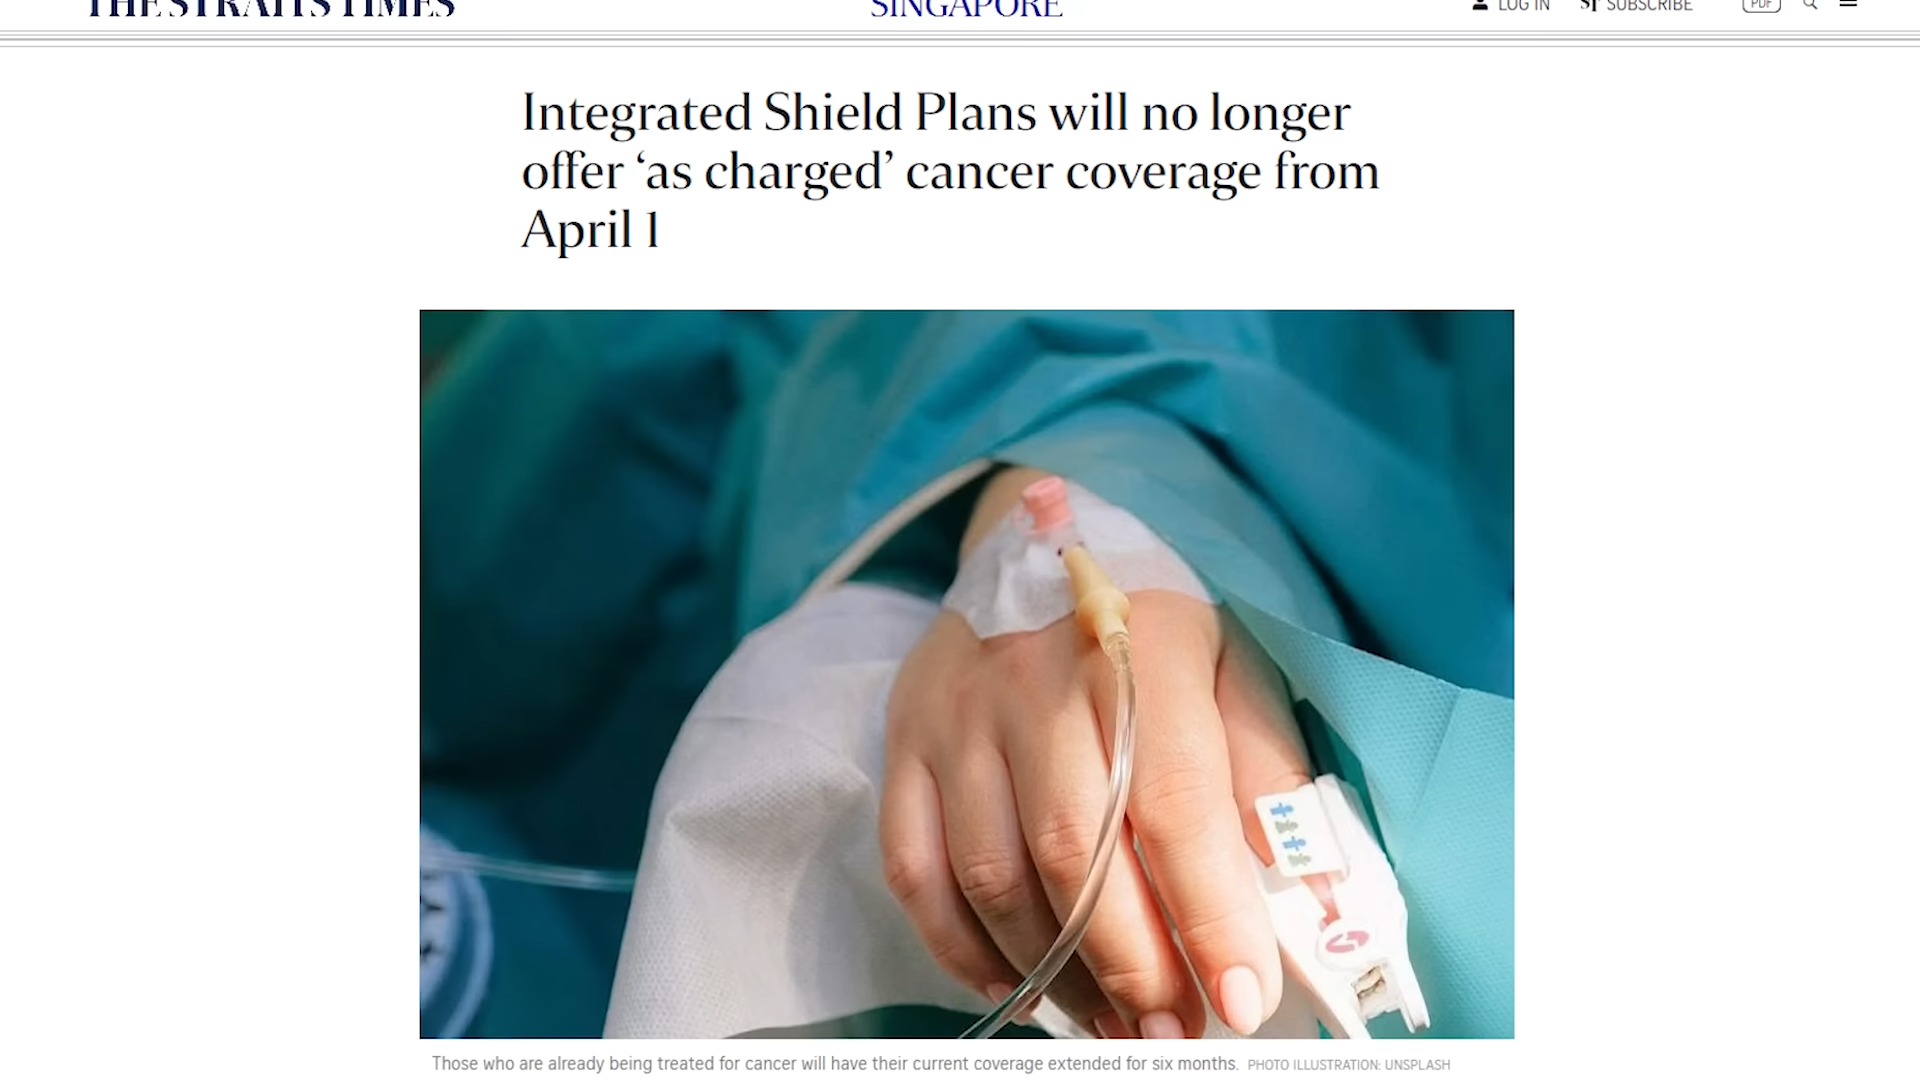 THE STRAITS TIMES
SINGAPORE
LOG IN
ST SUBSCRIBE
PDF
Integrated Shield Plans will no longer
offer ‘as charged’ cancer coverage from
April 1
Those who are already being treated for cancer will have their current coverage extended for six months. PHOTO ILLUSTRATION: UNSPLASH